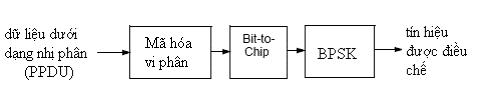 dữ liệu dưới
dạng nhị phân
(PPDU)
Mã hóa
vi phân
Bit-to-
Chip
BPSK
tín hiệu
được điều
chế